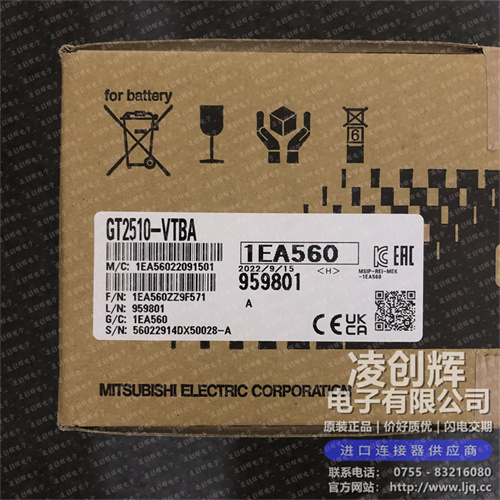 for battery
6
GT2510-VTBA
1EA560
M/C: 1EA56022091501
2022/9/15
<H>
959801
MSIP-REI-MEK
-1EA560
F/N: 1EA560ZZ9F571
A
L/N: 959801
G/C: 1EA560
S/N: 56022914DX50028-A
CE
UK
CA
EAC
MITSUBISHI ELECTRIC CORPORATION
凌创辉
电子有限公司
原装正品 | 价好质优 | 闪电交期
进口连接器供应商
联系电话: 0755 - 83216080
官方网站: http://www.ljq.cc